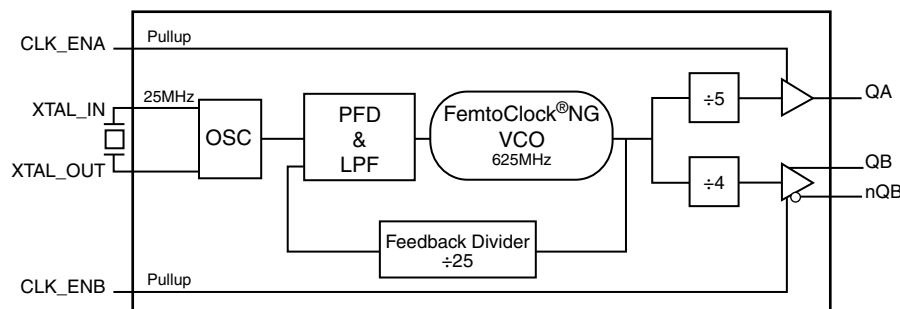 CLK_ENA
Pullup
XTAL_IN
25MHz
XTAL_OUT
OSC
PFD
&
LPF
FemtoClock®NG
VCO
625MHz
÷5
QA
÷4
QB
nQB
Feedback Divider
÷25
CLK_ENB
Pullup